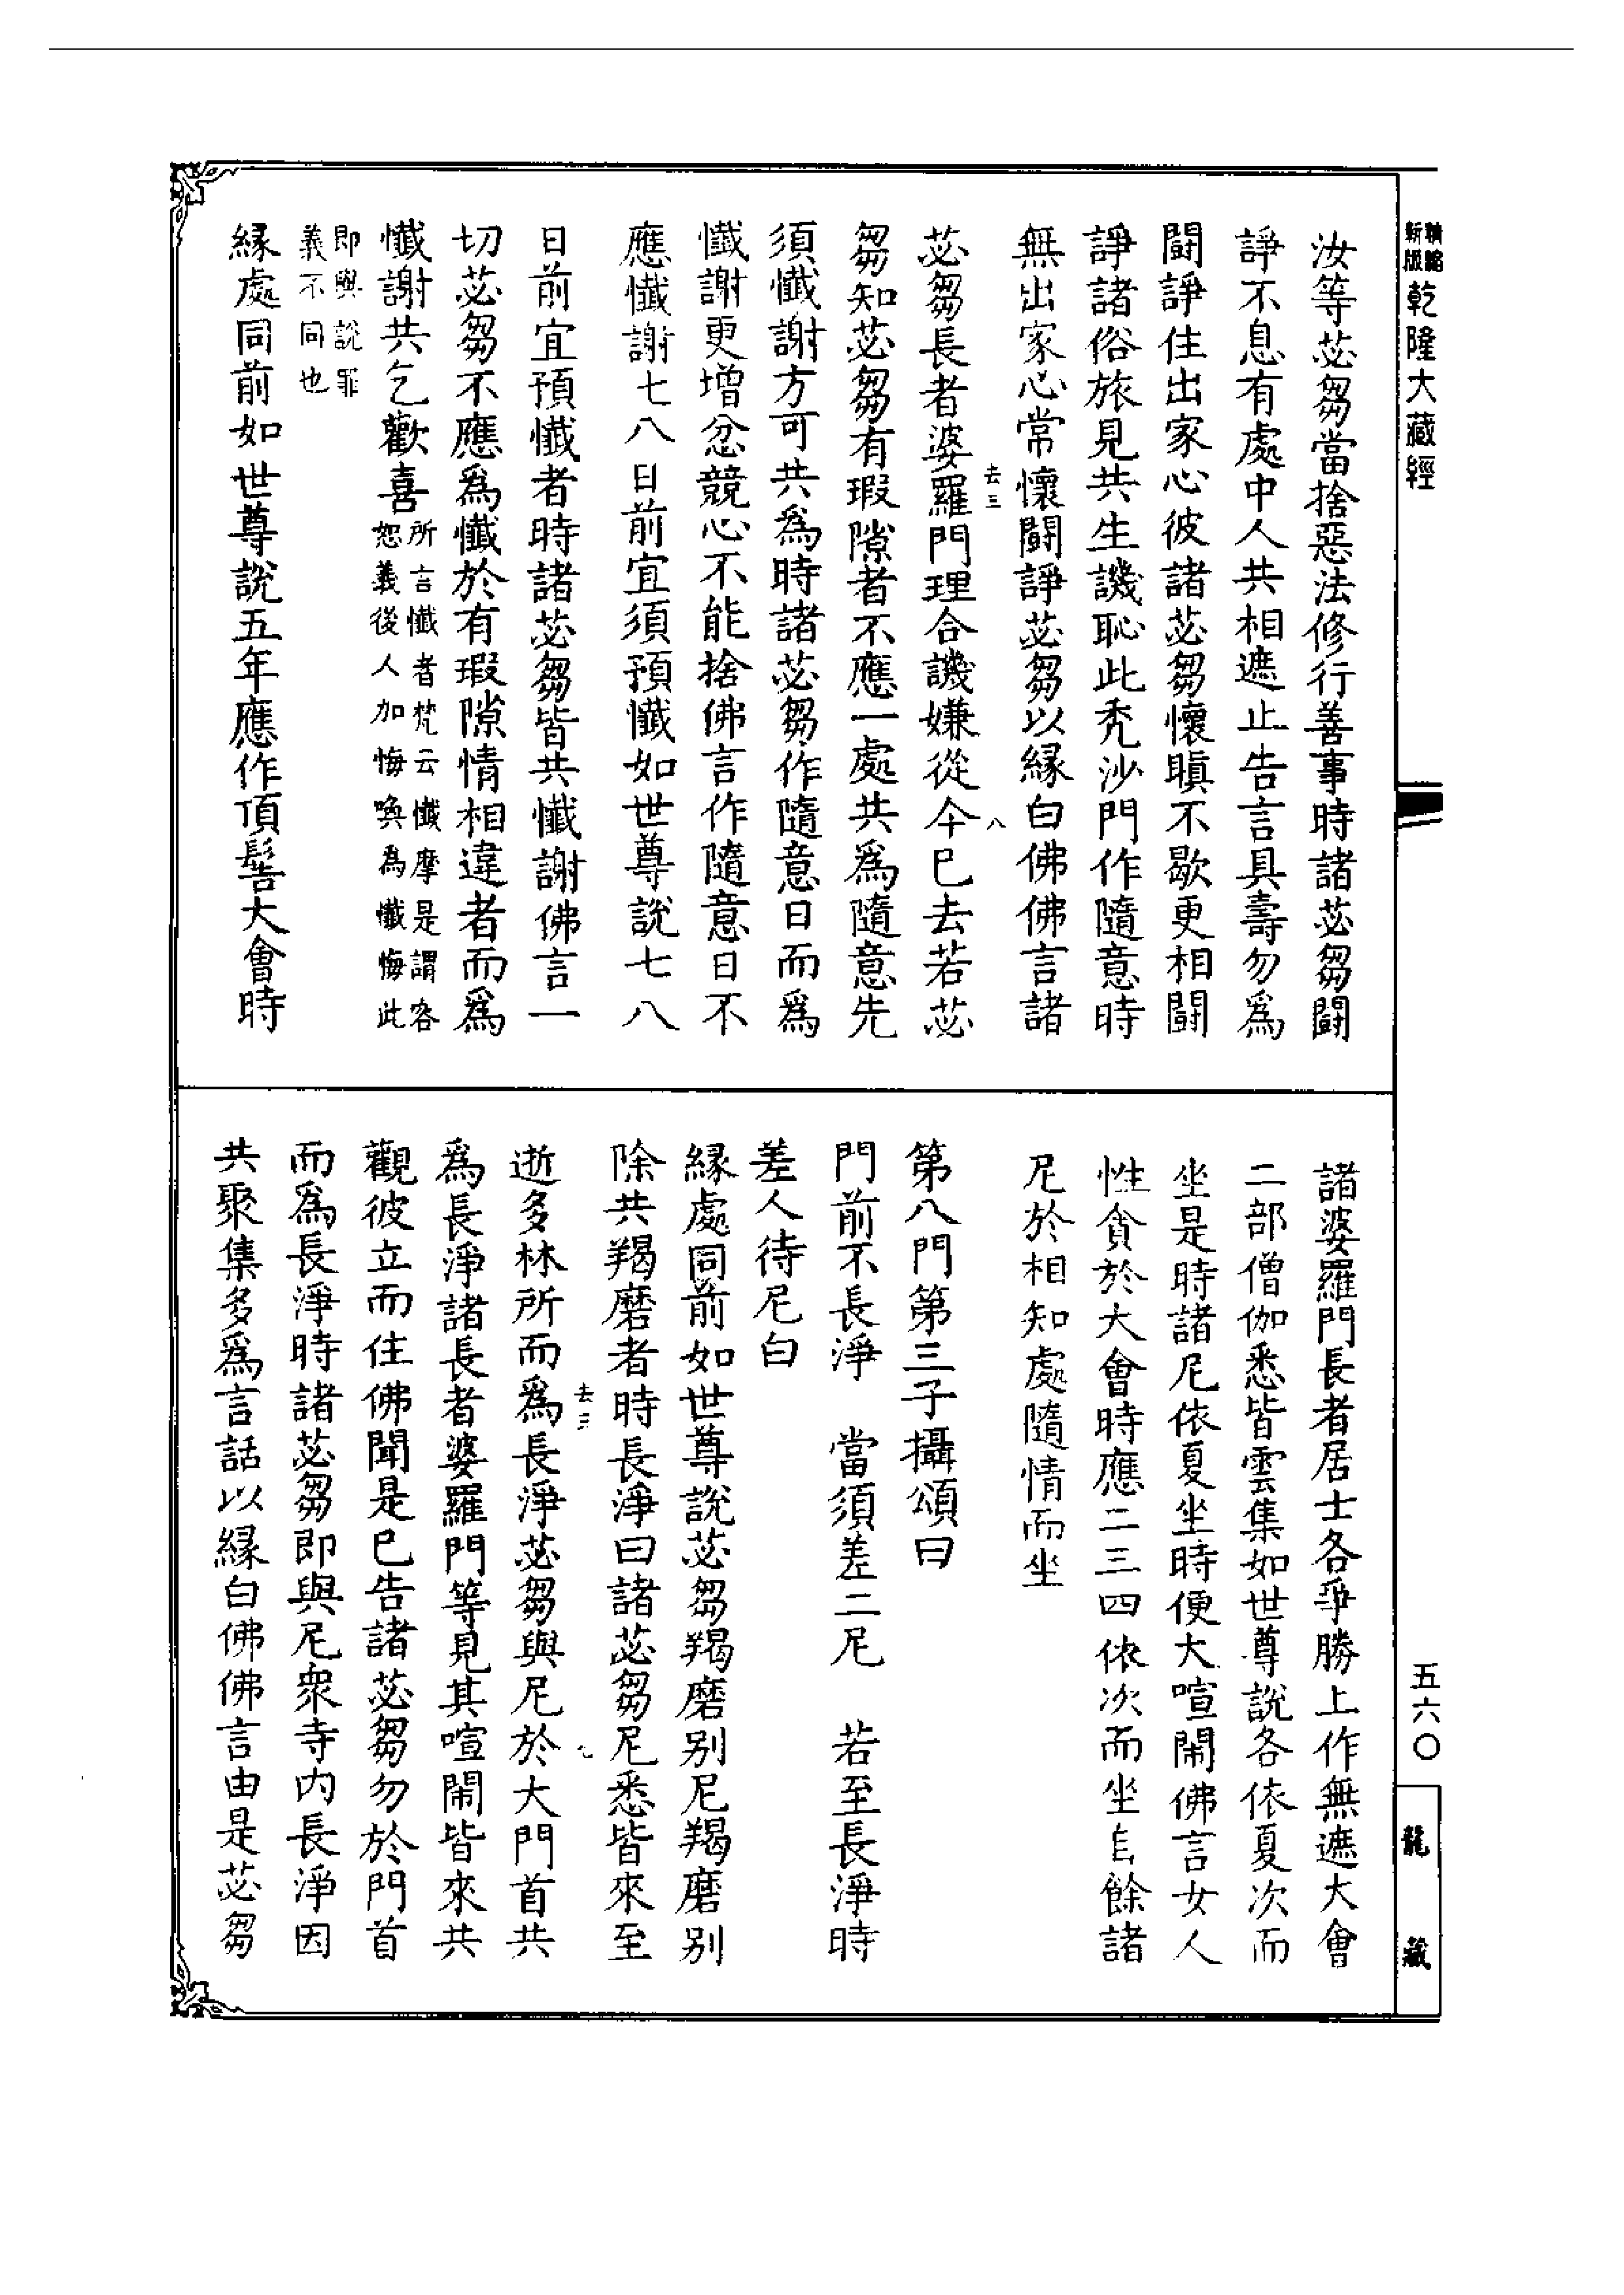 精縮新版乾隆大藏經
汝等苾芻當捨惡法修行善事時諸苾芻鬭
諍不息有處中人共相遮止告言具壽勿爲
鬭諍住出家心彼諸苾芻懷瞋不歇更相鬭
諍諸俗旅見共生譏恥此秃沙門作隨意時
無出家心常懷鬭諍苾芻以縁白佛佛言諸
去三
八
苾芻長者婆羅門理合譏嫌從今已去若苾
芻知苾芻有瑕隙者不應一處共爲隨意先
須懺謝方可共爲時諸苾芻作隨意日而爲
懺謝更增忿競心不能捨佛言作隨意日不
應懺謝七八日前宜須預懺如世尊說七八
日前宜預懺者時諸苾芻皆共懺謝佛言一
切苾芻不應爲懺於有瑕隙情相違者而爲
懺謝共乞歡喜所言懺者梵云懺摩是謂容
恕義後人加悔喚為懺悔此
即與說罪
義不同也
縁處同前如世尊說五年應作頂髻大會時
諸婆羅門長者居士各爭勝上作無遮大會
二部僧伽悉皆雲集如世尊說各依夏次而
坐是時諸尼依夏坐時便大喧鬧佛言女人
性貪於大會時應二三四依次而坐自餘諸
尼於相知處隨情而坐
第八門第三子攝頌曰
門前不長淨　當須差二尼　若至長淨時
差人待尼白
縁處同前如世尊說苾芻羯磨别尼羯磨别
除共羯磨者時長淨曰諸苾芻尼悉皆來至
去三
九
逝多林所而爲長淨苾芻與尼於大門首共
爲長淨諸長者婆羅門等見其喧鬧皆來共
觀彼立而住佛聞是已告諸苾芻勿於門首
而爲長淨時諸苾芻即與尼衆寺内長淨因
共聚集多爲言話以縁白佛佛言由是苾芻
五六〇
龍藏